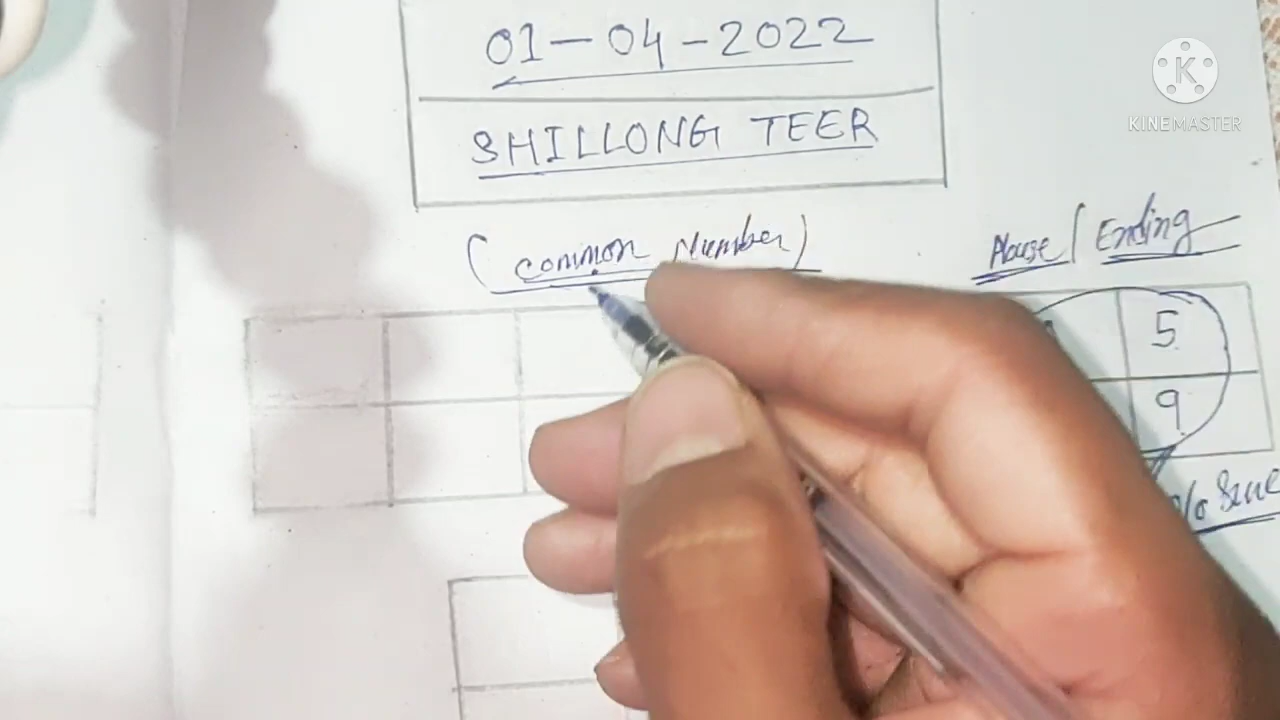 01-04-2022
SHILLONG TEER
KINEMASTER
(Common Number)
House / Ending
5
9